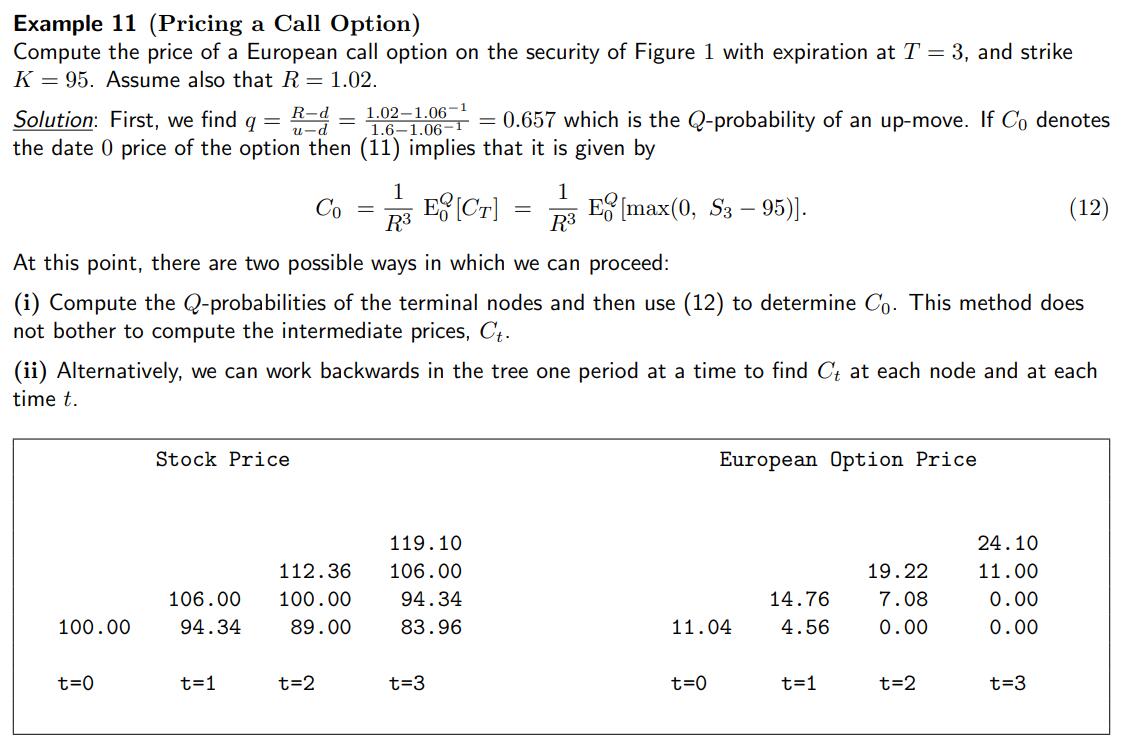 Example 11 (Pricing a Call Option)
Compute the price of a European call option on the security of Figure 1 with expiration at T = 3, and strike
K = 95. Assume also that R = 1.02.
Solution: First, we find q = \frac{R−d}{u−d} = \frac{1.02−1.06^{−1}}{1.6−1.06^{−1}} = 0.657 which is the Q-probability of an up-move. If C_0 denotes
the date 0 price of the option then (11) implies that it is given by
C_0 = \frac{1}{R^3} E_0^Q[C_T] = \frac{1}{R^3} E_0^Q[max(0, S_3 − 95)]. (12)
At this point, there are two possible ways in which we can proceed:
(i) Compute the Q-probabilities of the terminal nodes and then use (12) to determine C_0. This method does
not bother to compute the intermediate prices, C_t.
(ii) Alternatively, we can work backwards in the tree one period at a time to find C_t at each node and at each
time t.
Stock Price European Option Price
119.10 24.10
112.36 106.00 19.22 11.00
106.00 100.00 94.34 14.76 7.08 0.00
100.00 94.34 89.00 83.96 11.04 4.56 0.00 0.00
t=0 t=1 t=2 t=3 t=0 t=1 t=2 t=3